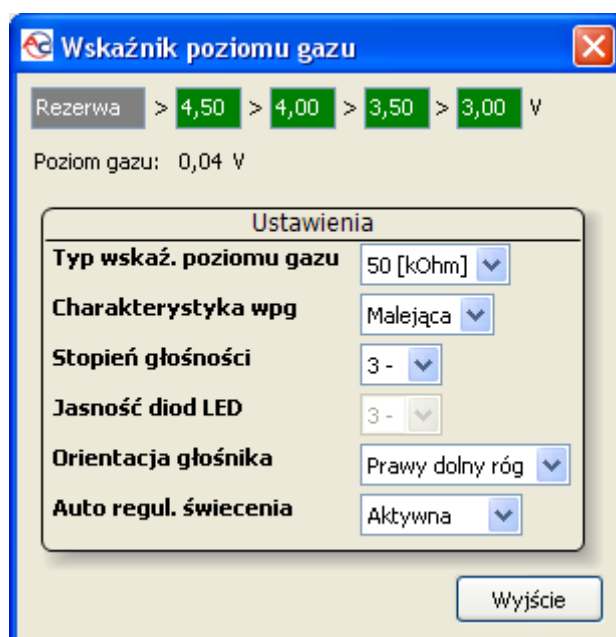 Wskaźnik poziomu gazu
Rezerwa > 4,50 > 4,00 > 3,50 > 3,00 V
Poziom gazu: 0,04 V
Ustawienia
Typ wskaź. poziomu gazu 50 [kOhm]
Charakterystyka wpg Malejąca
Stopień głośności 3 -
Jasność diod LED 3 -
Orientacja głośnika Prawy dolny róg
Auto regul. świecenia Aktywna
Wyjście